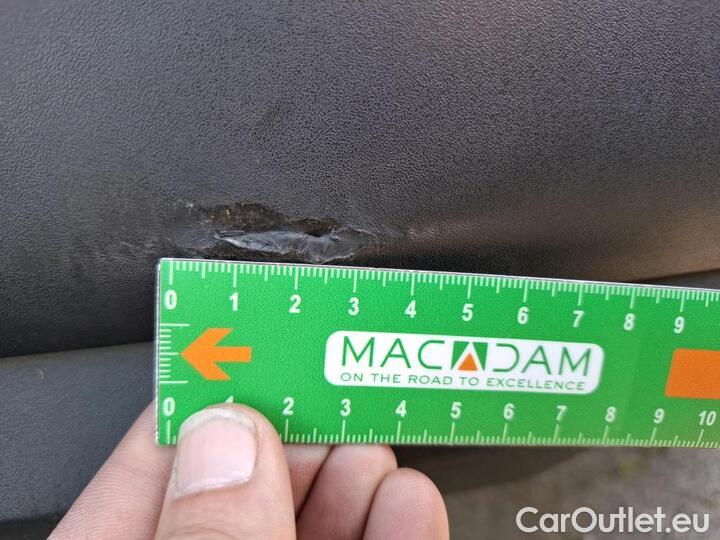 0 1 2 3 4 5 6 7 8 9
MACADAM
ON THE ROAD TO EXCELLENCE
0 1 2 3 4 5 6 7 8 9 10
CarOutlet.eu